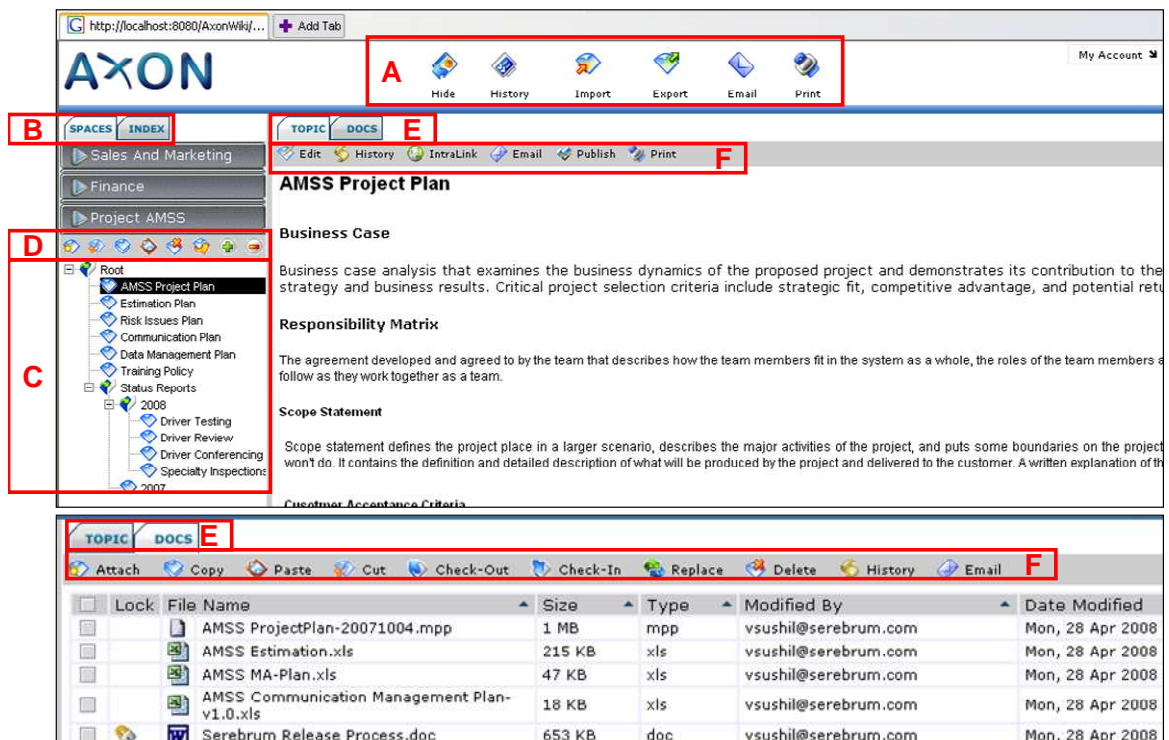 http://localhost:8080/AxonWiki/... Add Tab
AXON
A
Hide History Import Export Email Print
My Account
B
SPACES INDEX
TOPIC DOCS
E
Sales And Marketing
Finance
Project AMSS
Edit History IntraLink Email Publish Print
F
D
C
Root
AMSS Project Plan
Estimation Plan
Risk Issues Plan
Communication Plan
Data Management Plan
Training Policy
Status Reports
2008
Driver Testing
Driver Review
Driver Conferencing
Specialty Inspections
2007
AMSS Project Plan
Business Case
Business case analysis that examines the business dynamics of the proposed project and demonstrates its contribution to the
strategy and business results. Critical project selection criteria include strategic fit, competitive advantage, and potential retu
Responsibility Matrix
The agreement developed and agreed to by the team that describes how the team members fit in the system as a whole, the roles of the team members a
follow as they work together as a team.
Scope Statement
Scope statement defines the project place in a larger scenario, describes the major activities of the project, and puts some boundaries on the project
won't do. It contains the definition and detailed description of what will be produced by the project and delivered to the customer. A written explanation of th
Cusotmer Acceptance Criteria
TOPIC DOCS
E
Attach Copy Paste Cut Check-Out Check-In Replace Delete History Email
F
Lock File Name Size Type Modified By Date Modified
AMSS ProjectPlan-20071004.mpp 1 MB mpp vsushil@serebrum.com Mon, 28 Apr 2008
AMSS Estimation.xls 215 KB xls vsushil@serebrum.com Mon, 28 Apr 2008
AMSS MA-Plan.xls 47 KB xls vsushil@serebrum.com Mon, 28 Apr 2008
AMSS Communication Management Plan-
v1.0.xls 18 KB xls vsushil@serebrum.com Mon, 28 Apr 2008
Serebrum Release Process.doc 653 KB doc vsushil@serebrum.com Mon, 28 Apr 2008